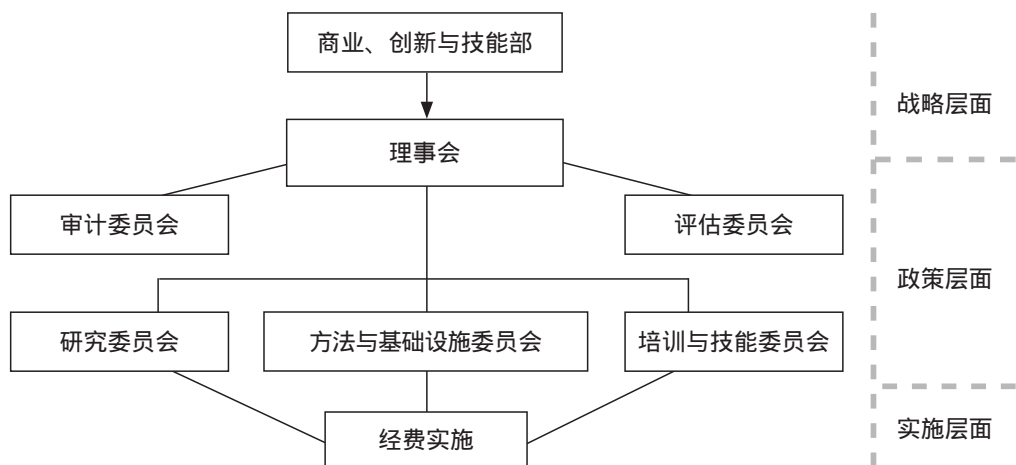 商业、创新与技能部
战略层面
理事会
审计委员会
评估委员会
政策层面
研究委员会
方法与基础设施委员会
培训与技能委员会
经费实施
实施层面